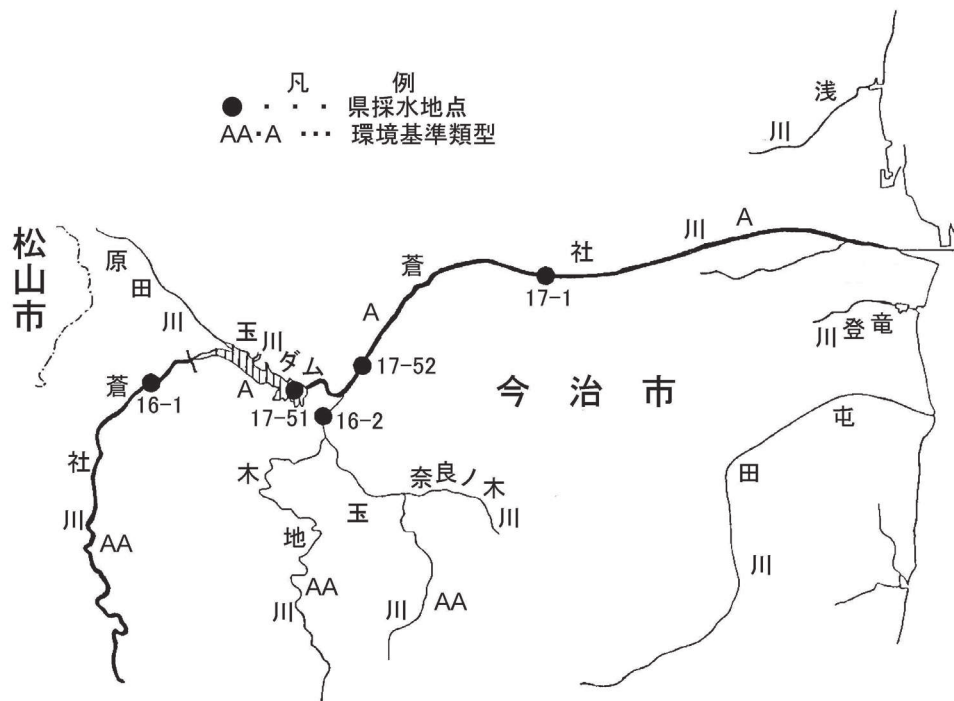 凡 例
● ・ ・ ・ 県採水地点
AA・A ・・・ 環境基準類型
浅川
松山市
原田川
蒼社川
A
A
17-1
竜登川
玉川ダム
A
17-51
17-52
16-2
今治市
蒼社川
AA
16-1
木地川
AA
奈良ノ木川
玉川
AA
屯田川